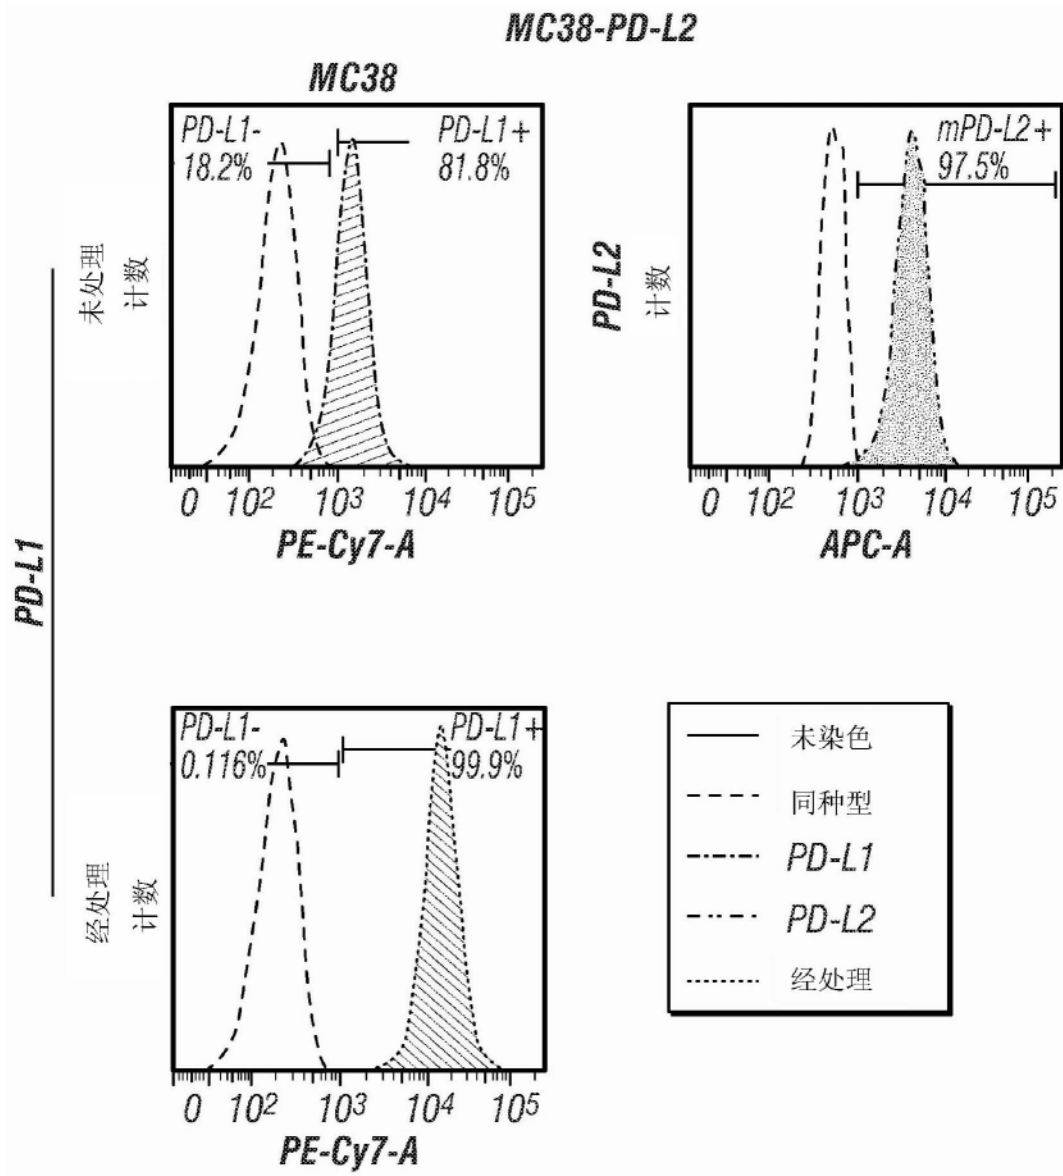 MC38-PD-L2
MC38
PD-L1-
18.2%
PD-L1+
81.8%
未处理
计数
0 10² 10³ 10⁴ 10⁵
PE-Cy7-A
mPD-L2+
97.5%
PD-L2
计数
0 10² 10³ 10⁴ 10⁵
APC-A
PD-L1
PD-L1-
0.116%
PD-L1+
99.9%
经处理
计数
0 10² 10³ 10⁴ 10⁵
PE-Cy7-A
未染色
同种型
PD-L1
PD-L2
经处理